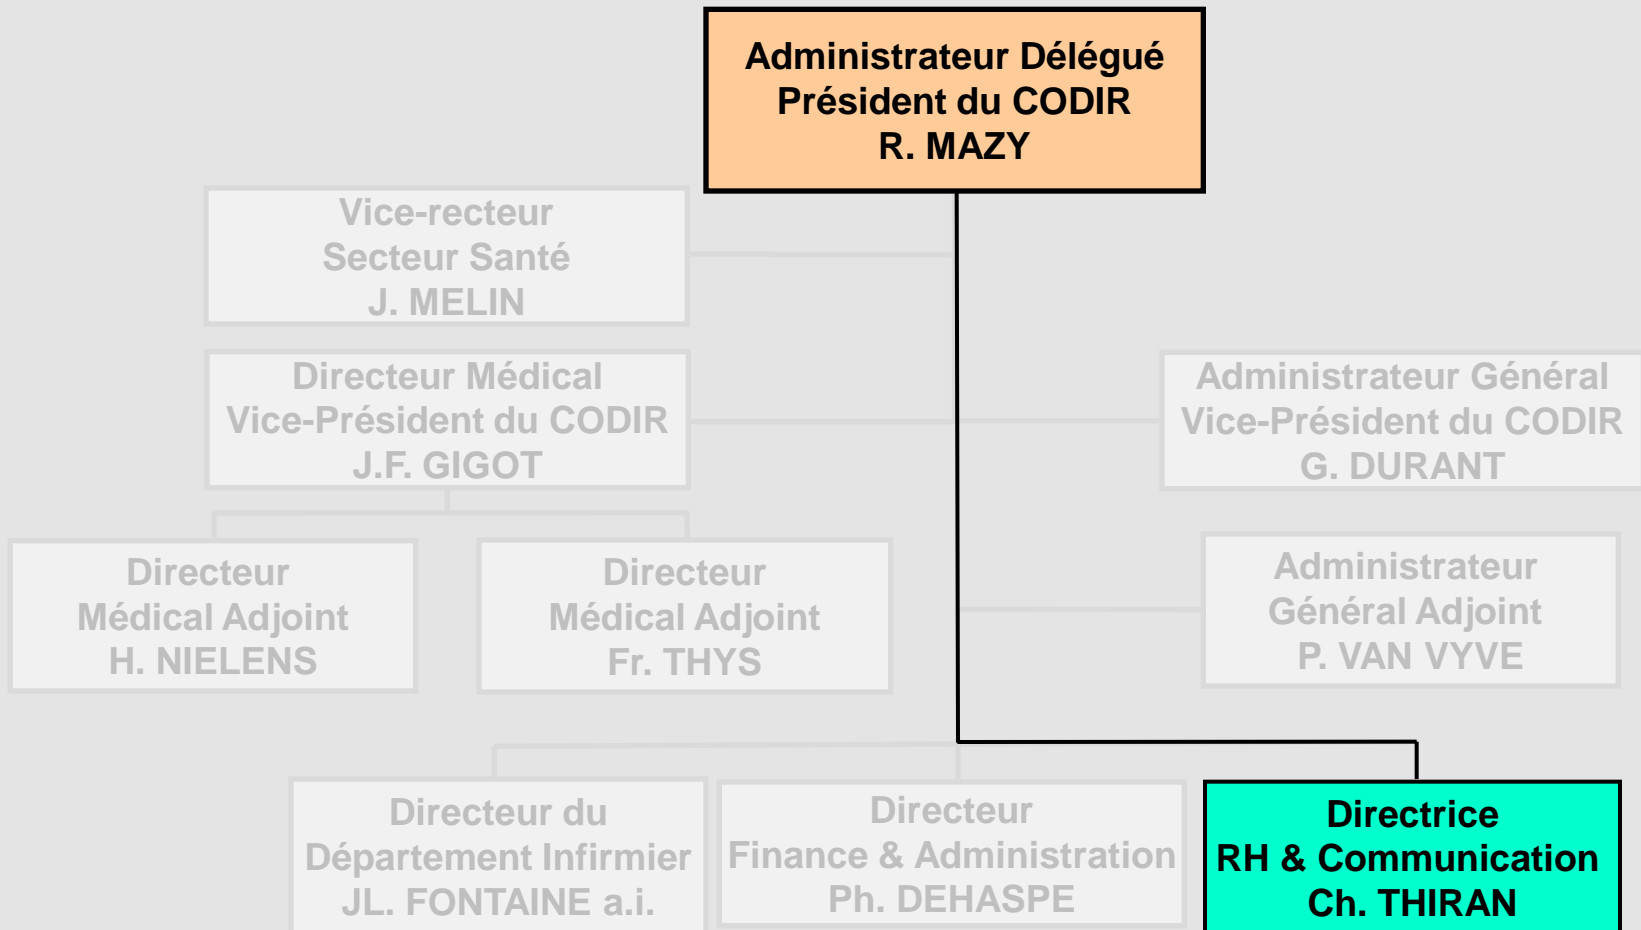 Administrateur Délégué
Président du CODIR
R. MAZY
Vice-recteur
Secteur Santé
J. MELIN
Directeur Médical
Vice-Président du CODIR
J.F. GIGOT
Administrateur Général
Vice-Président du CODIR
G. DURANT
Directeur
Médical Adjoint
H. NIELENS
Directeur
Médical Adjoint
Fr. THYS
Administrateur
Général Adjoint
P. VAN VYVE
Directeur du
Département Infirmier
JL. FONTAINE a.i.
Directeur
Finance & Administration
Ph. DEHASPE
Directrice
RH & Communication
Ch. THIRAN